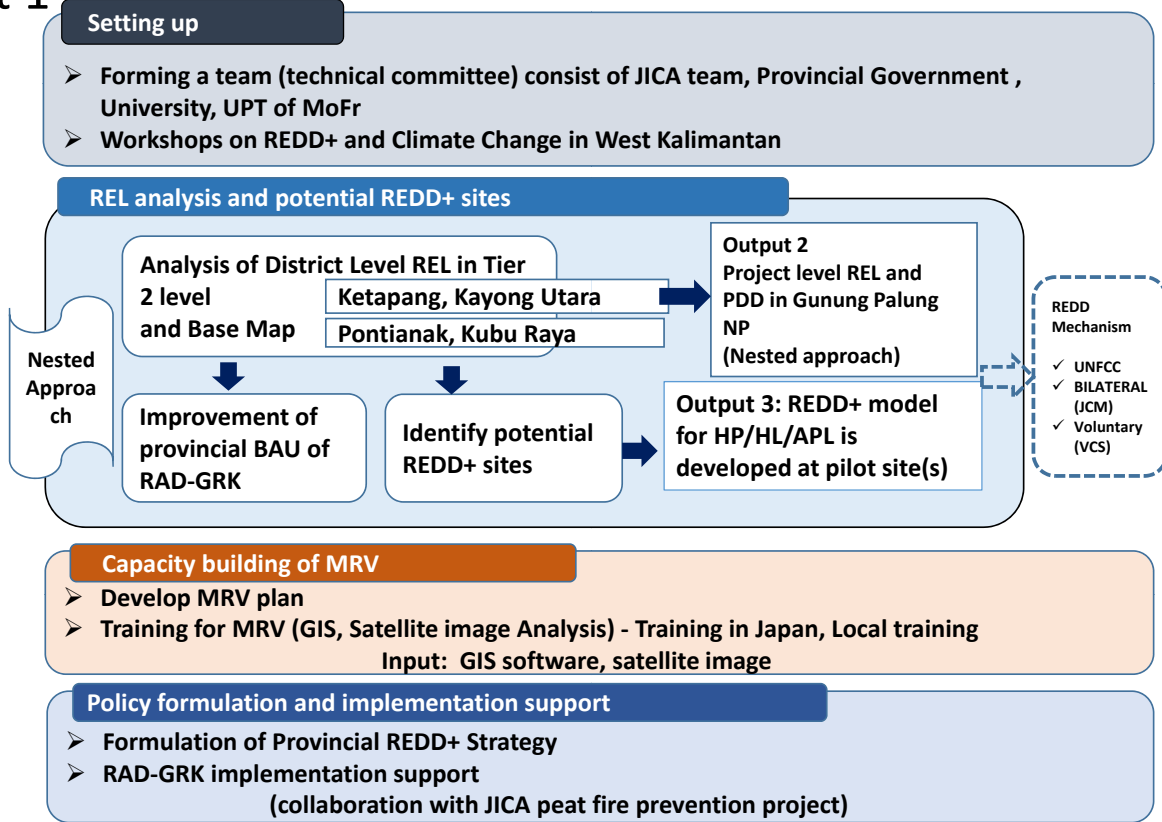 Setting up
➢ Forming a team (technical committee) consist of JICA team, Provincial Government ,
University, UPT of MoFr
➢ Workshops on REDD+ and Climate Change in West Kalimantan
REL analysis and potential REDD+ sites
Nested
Approa
ch
Analysis of District Level REL in Tier
2 level
and Base Map
Ketapang, Kayong Utara
Pontianak, Kubu Raya
Output 2
Project level REL and
PDD in Gunung Palung
NP
(Nested approach)
Improvement of
provincial BAU of
RAD-GRK
Identify potential
REDD+ sites
Output 3: REDD+ model
for HP/HL/APL is
developed at pilot site(s)
REDD
Mechanism
✓ UNFCC
✓ BILATERAL
(JCM)
✓ Voluntary
(VCS)
Capacity building of MRV
➢ Develop MRV plan
➢ Training for MRV (GIS, Satellite image Analysis) - Training in Japan, Local training
Input: GIS software, satellite image
Policy formulation and implementation support
➢ Formulation of Provincial REDD+ Strategy
➢ RAD-GRK implementation support
(collaboration with JICA peat fire prevention project)